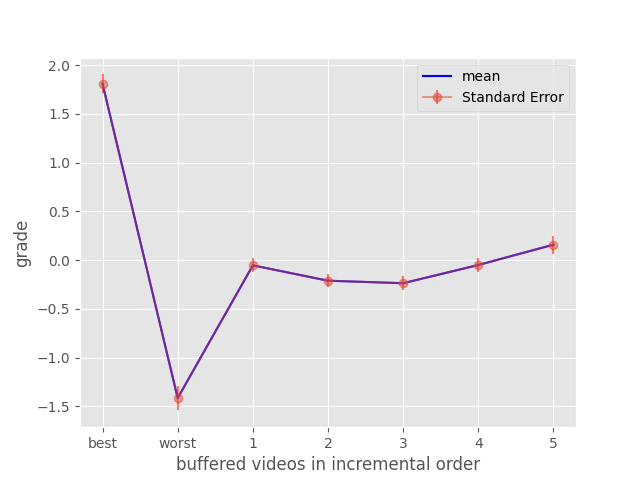 mean
Standard Error
2.0
1.5
1.0
0.5
0.0
−0.5
−1.0
−1.5
grade
best worst 1 2 3 4 5
buffered videos in incremental order